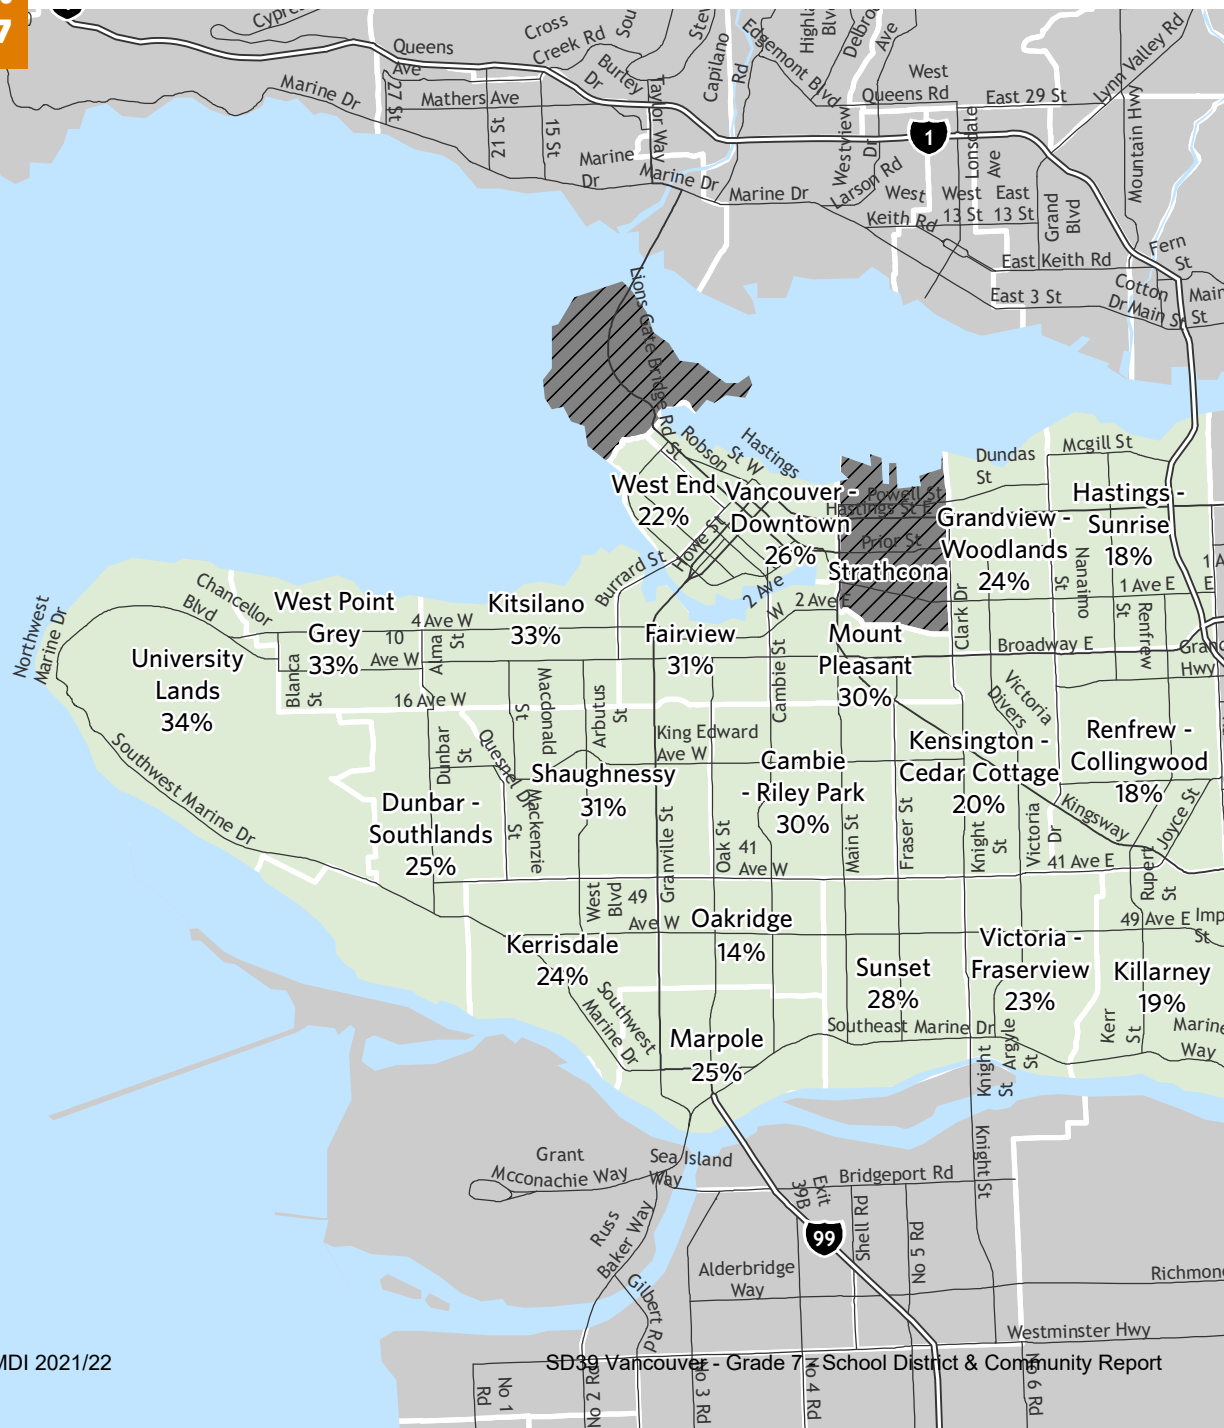 7
Cypre
Queens
Ave
Cross
Creek Rd
Sou
Stev
Capilano
Rd
Edgemont Blvd
Highla
Blv
Delbro
Ave
Marine Dr
27 St
Mathers Ave
21 St
15 St
Burley
Dr
Taylor Way
West
Queens Rd
East 29 St
Lynn Valley Rd
Mountain Hwy
1
Westview
Dr
Lonsdale
Ave
Marine
Dr
Marine Dr
Marine Dr
Larson Rd
West
West
13 St
East
13 St
Grand
Blvd
Keith Rd
Fern
St
East Keith Rd
Cotton
Dr
Main St
Main
St
East 3 St
Lions Gate Bridge Rd
Robson
St
St W
Hastings
Dundas
St
Mcgill St
West End
22%
Vancouver -
Downtown
26%
Powell St
Hastings St E
Prior St
Strathcona
Hastings -
Sunrise
18%
Grandview -
Woodlands
24%
Howe St
Burrard St
2 Ave
W
2 Ave E
Nanaimo
St
1 Ave E
1 A
E
Clark Dr
Renfrew
St
Northwest
Marine Dr
Chancellor
Blvd
West Point
Grey
33%
4 Ave W
10
Ave W
Alma
St
Kitsilano
33%
Fairview
31%
Mount
Pleasant
30%
Broadway E
Grand
Hwy
University
Lands
34%
Blanca
St
16 Ave W
Macdonald
St
Arbutus
St
Cambie St
Victoria
Divers
Southwest Marine Dr
Dunbar
St
Quesnel Dr
King Edward
Ave W
Kensington -
Cedar Cottage
20%
Renfrew -
Collingwood
18%
Shaughnessy
31%
Cambie
- Riley Park
30%
Dunbar -
Southlands
25%
Mackenzie
St
Granville St
Oak St
41
Ave W
Main St
Fraser St
Knight
St
Victoria
Dr
Kingsway
Joyce St
41 Ave E
Rupert
St
West
Blvd
49
Ave W
Oakridge
14%
49 Ave E
Imp
St
Kerrisdale
24%
Sunset
28%
Victoria -
Fraserview
23%
Killarney
19%
Southwest
Marine Dr
Marpole
25%
Southeast Marine Dr
Knight
St
Argyle
St
Kerr
St
Marine
Way
Grant
Mcconachie Way
Sea Island
Way
Knight St
Bridgeport Rd
Exit
39B
Russ
Baker Way
99
Shell Rd
No 5 Rd
Gilbert Rd
Alderbridge
Way
Richmon
Westminster Hwy
MDI 2021/22
SD39 Vancouver - Grade 7 - School District & Community Report
No 1
Rd
No 2 Rd
No 3 Rd
No 4 Rd
No 6 Rd